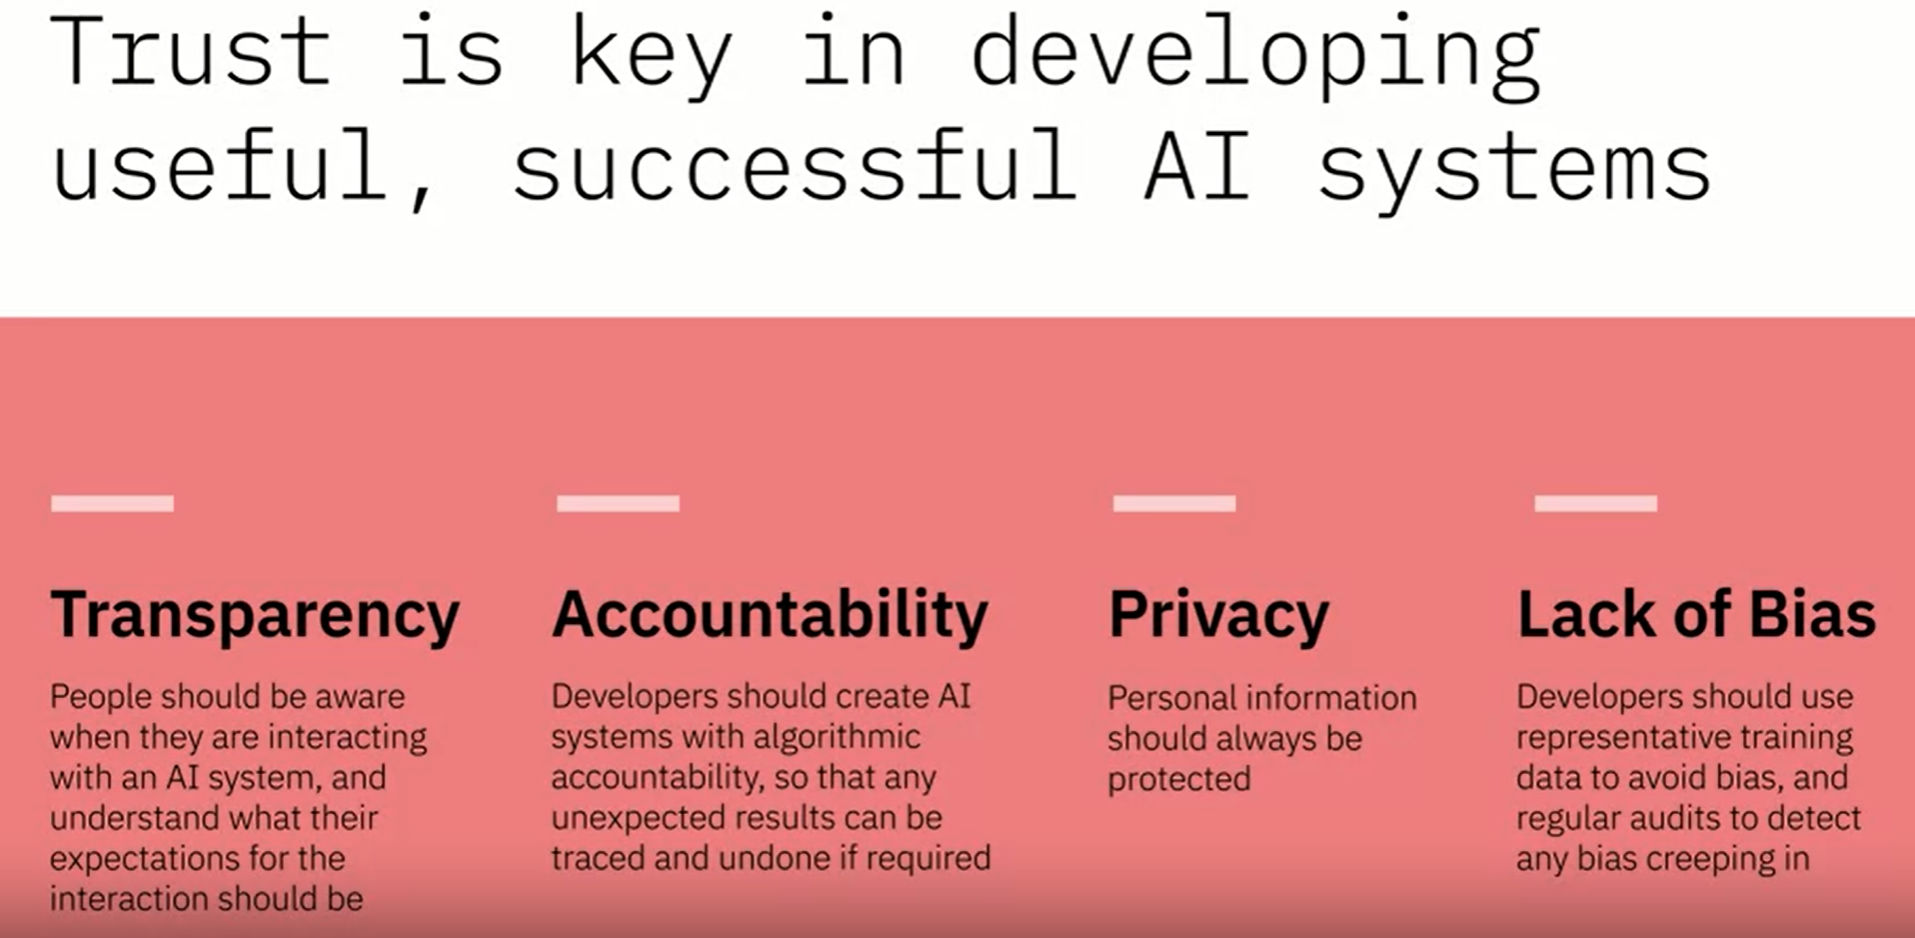 Trust is key in developing
useful, successful AI systems
Transparency
People should be aware
when they are interacting
with an AI system, and
understand what their
expectations for the
interaction should be
Accountability
Developers should create AI
systems with algorithmic
accountability, so that any
unexpected results can be
traced and undone if required
Privacy
Personal information
should always be
protected
Lack of Bias
Developers should use
representative training
data to avoid bias, and
regular audits to detect
any bias creeping in